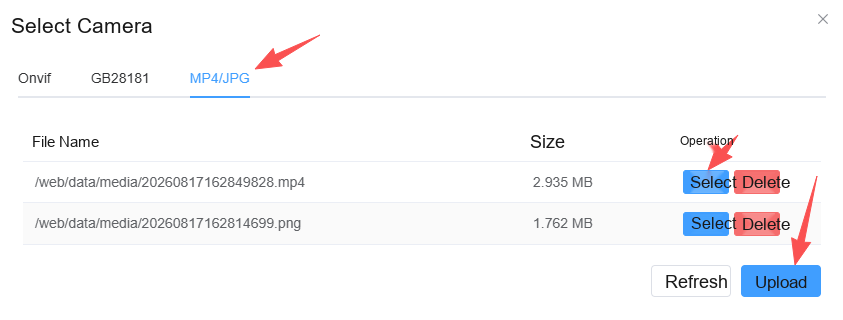 Select Camera
Onvif GB28181 MP4/JPG
File Name Size Operation
/web/data/media/20260817162849828.mp4 2.935 MB Select Delete
/web/data/media/20260817162814699.png 1.762 MB Select Delete
Refresh Upload